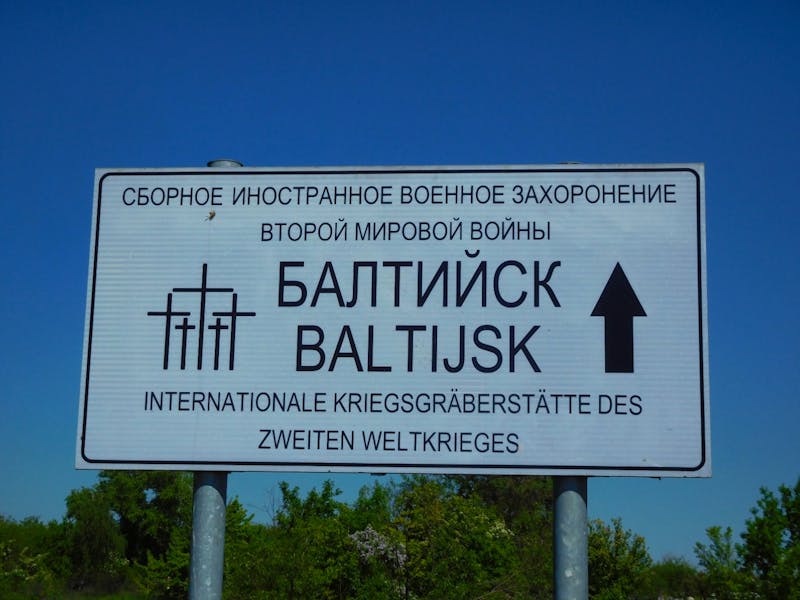 СБОРНОЕ ИНОСТРАННОЕ ВОЕННОЕ ЗАХОРОНЕНИЕ
ВТОРОЙ МИРОВОЙ ВОЙНЫ
БАЛТИЙСК
BALTIJSK
INTERNATIONALE KRIEGSGRÄBERSTÄTTE DES
ZWEITEN WELTKRIEGES